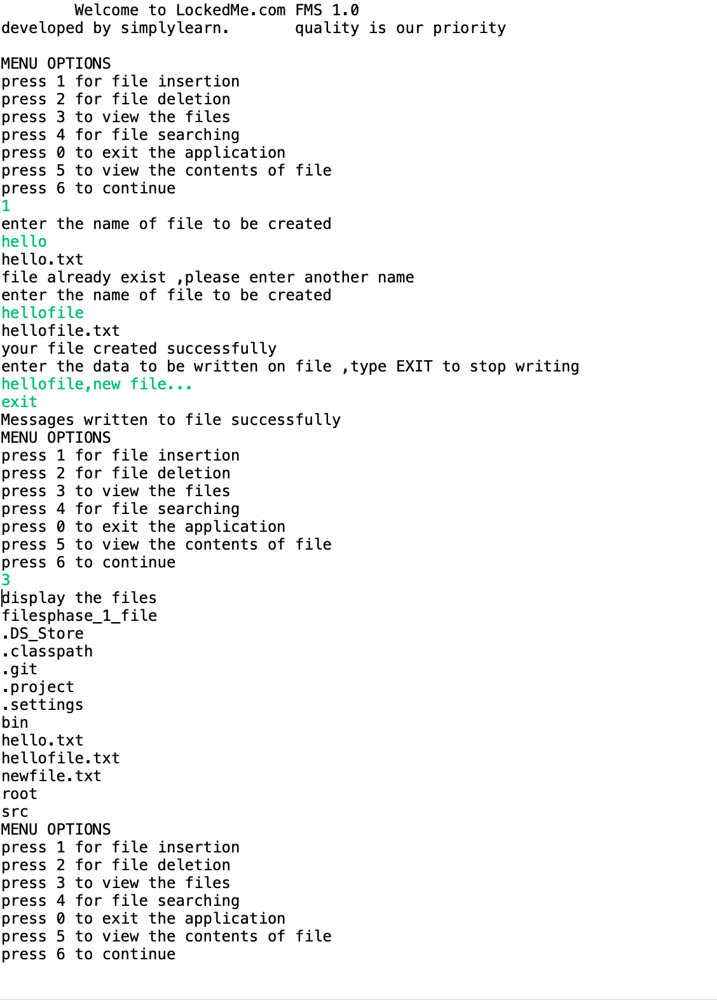 Welcome to LockedMe.com FMS 1.0
developed by simplylearn. quality is our priority
MENU OPTIONS
press 1 for file insertion
press 2 for file deletion
press 3 to view the files
press 4 for file searching
press 0 to exit the application
press 5 to view the contents of file
press 6 to continue
1
enter the name of file to be created
hello
hello.txt
file already exist ,please enter another name
enter the name of file to be created
hellofile
hellofile.txt
your file created successfully
enter the data to be written on file ,type EXIT to stop writing
hellofile,new file...
exit
Messages written to file successfully
MENU OPTIONS
press 1 for file insertion
press 2 for file deletion
press 3 to view the files
press 4 for file searching
press 0 to exit the application
press 5 to view the contents of file
press 6 to continue
3
display the files
filesphase_1_file
.DS_Store
.classpath
.git
.project
.settings
bin
hello.txt
hellofile.txt
newfile.txt
root
src
MENU OPTIONS
press 1 for file insertion
press 2 for file deletion
press 3 to view the files
press 4 for file searching
press 0 to exit the application
press 5 to view the contents of file
press 6 to continue